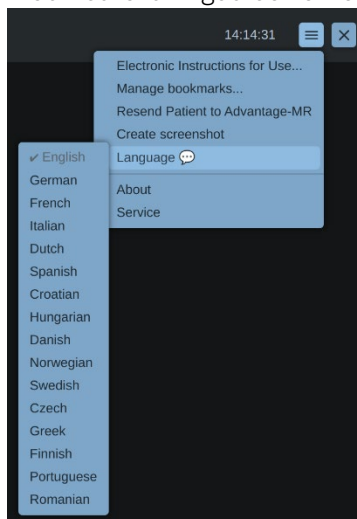 14:14:31
Electronic Instructions for Use...
Manage bookmarks...
Resend Patient to Advantage-MR
Create screenshot
Language 💬
About
Service
✔ English
German
French
Italian
Dutch
Spanish
Croatian
Hungarian
Danish
Norwegian
Swedish
Czech
Greek
Finnish
Portuguese
Romanian